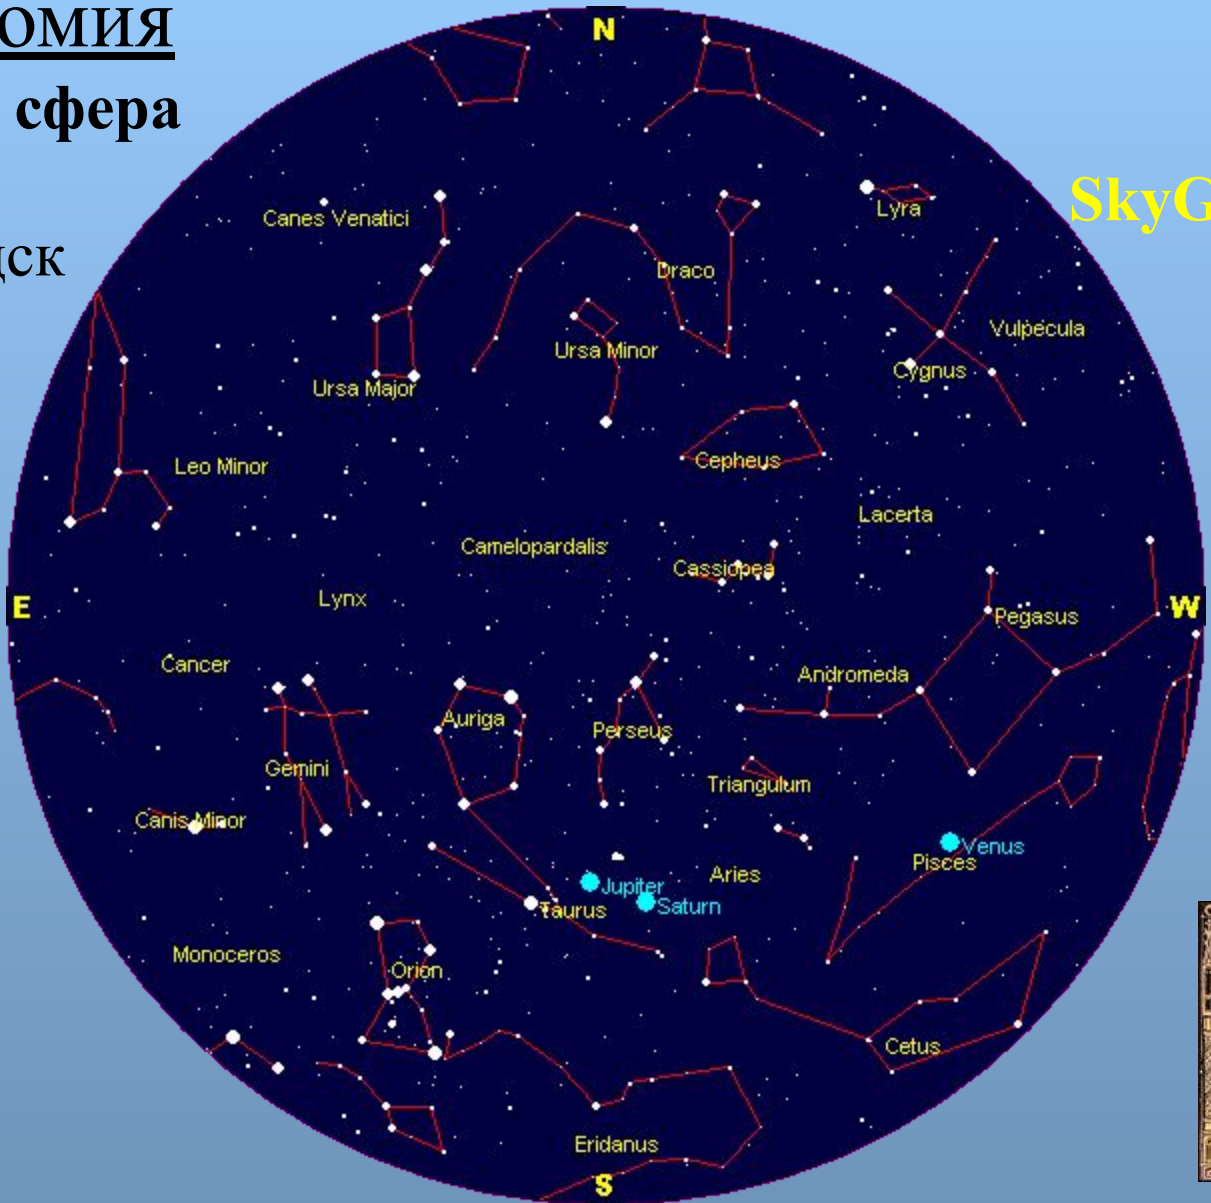 ОМИЯ
сфера
дск
SkyG
N
Canes Venatici
Lyra
Draco
Vulpecula
Ursa Minor
Cygnus
Ursa Major
Leo Minor
Cepheus
Lacerta
Camelopardalis
Cassiopea
Lynx
E
W
Pegasus
Cancer
Andromeda
Auriga
Perseus
Gemini
Triangulum
Canis Minor
Venus
Pisces
Aries
Jupiter
Taurus
Saturn
Monoceros
Orion
Cetus
Eridanus
S